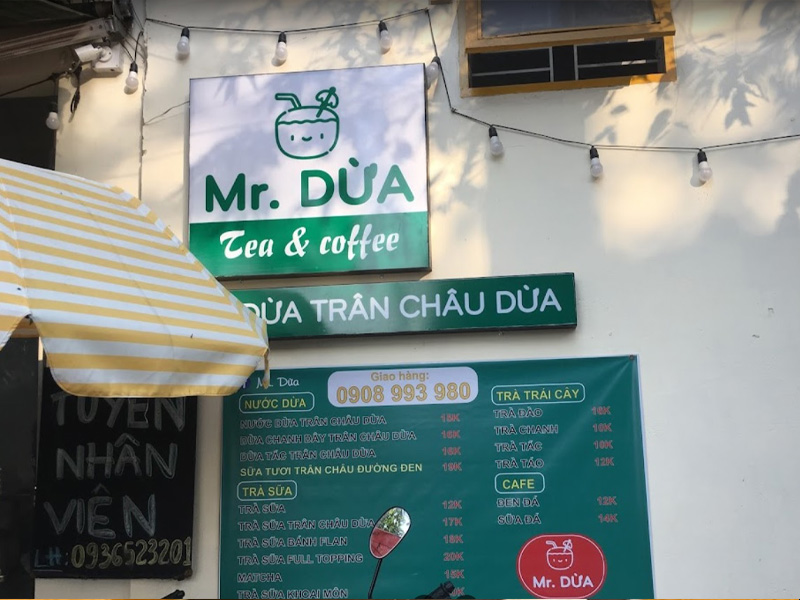 Mr. DỪA
Tea & coffee
DỪA TRÂN CHÂU DỪA
Mr. Dừa
Giao hàng:
0908 993 980
NƯỚC DỪA
NƯỚC DỪA TRÂN CHÂU DỪA 15K
DỪA CHANH DÂY TRÂN CHÂU DỪA 16K
DỪA TẮC TRÂN CHÂU DỪA 16K
SỮA TƯƠI TRÂN CHÂU ĐƯỜNG ĐEN 19K
TRÀ SỮA
TRÀ SỮA 12K
TRÀ SỮA TRÂN CHÂU DỪA 17K
TRÀ SỮA BÁNH FLAN 18K
TRÀ SỮA FULL TOPPING 20K
MATCHA 15K
TRÀ SỮA KHOAI MÔN
TRÀ TRÁI CÂY
TRÀ ĐÀO
TRÀ CHANH 10K
TRÀ TẮC 10K
TRÀ TÁO 12K
CAFE
ĐEN ĐÁ 12K
SỮA ĐÁ 14K
Mr. DỪA
TUYỂN
NHÂN
VIÊN
LH: 0936523201